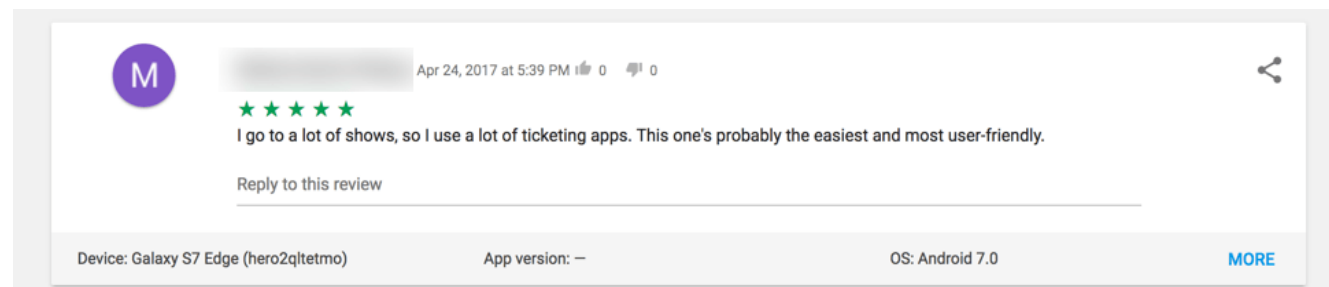 M
Apr 24, 2017 at 5:39 PM 0 0
I go to a lot of shows, so I use a lot of ticketing apps. This one's probably the easiest and most user-friendly.
Reply to this review
Device: Galaxy S7 Edge (hero2qltetmo) App version: — OS: Android 7.0 MORE